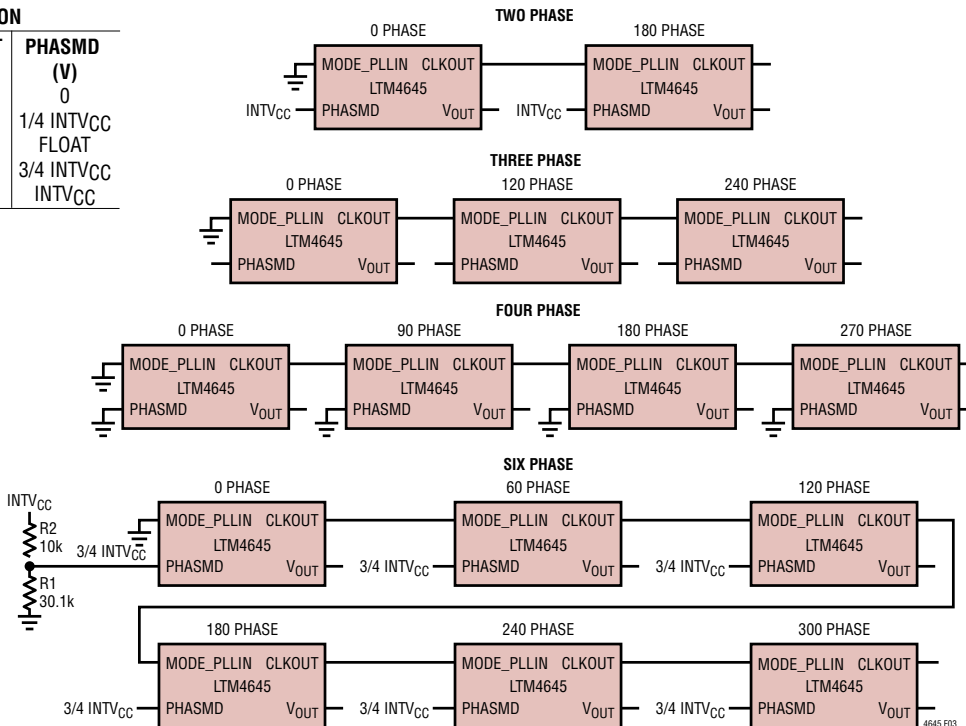 ON
T PHASMD
(V)
0
1/4 INTVCC
FLOAT
3/4 INTVCC
INTVCC
TWO PHASE
0 PHASE 180 PHASE
MODE_PLLIN CLKOUT MODE_PLLIN CLKOUT
LTM4645 LTM4645
INTVCC PHASMD VOUT INTVCC PHASMD VOUT
THREE PHASE
0 PHASE 120 PHASE 240 PHASE
MODE_PLLIN CLKOUT MODE_PLLIN CLKOUT MODE_PLLIN CLKOUT
LTM4645 LTM4645 LTM4645
PHASMD VOUT PHASMD VOUT PHASMD VOUT
FOUR PHASE
0 PHASE 90 PHASE 180 PHASE 270 PHASE
MODE_PLLIN CLKOUT MODE_PLLIN CLKOUT MODE_PLLIN CLKOUT MODE_PLLIN CLKOUT
LTM4645 LTM4645 LTM4645 LTM4645
PHASMD VOUT PHASMD VOUT PHASMD VOUT PHASMD VOUT
SIX PHASE
0 PHASE 60 PHASE 120 PHASE
INTVCC
R2
10k
3/4 INTVCC
R1
30.1k
MODE_PLLIN CLKOUT MODE_PLLIN CLKOUT MODE_PLLIN CLKOUT
LTM4645 LTM4645 LTM4645
PHASMD VOUT 3/4 INTVCC PHASMD VOUT 3/4 INTVCC PHASMD VOUT
180 PHASE 240 PHASE 300 PHASE
MODE_PLLIN CLKOUT MODE_PLLIN CLKOUT MODE_PLLIN CLKOUT
LTM4645 LTM4645 LTM4645
3/4 INTVCC PHASMD VOUT 3/4 INTVCC PHASMD VOUT 3/4 INTVCC PHASMD VOUT
4645 F03